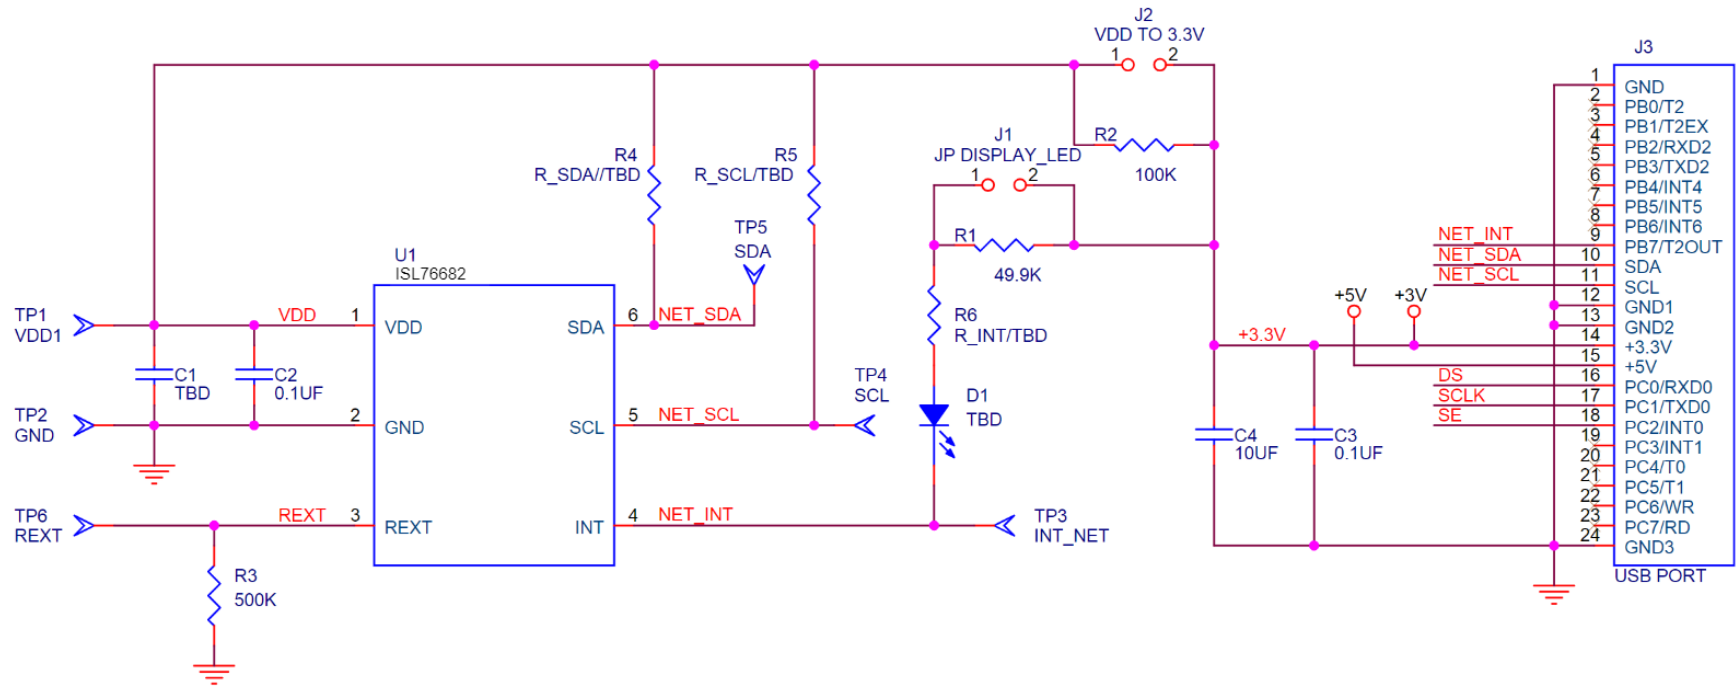 J2
VDD TO 3.3V
1 2
J3
R2
100K
J1
JP DISPLAY_LED
1 2
R4
R_SDA//TBD
R5
R_SCL/TBD
R1
49.9K
TP5
SDA
U1
ISL76682
TP1
VDD1
VDD
1
VDD
SDA
6
NET_SDA
R6
R_INT/TBD
C1
TBD
C2
0.1UF
TP4
SCL
D1
TBD
TP2
GND
2
GND
SCL
5
NET_SCL
TP6
REXT
REXT
3
REXT
INT
4
NET_INT
TP3
INT_NET
R3
500K
+3.3V
+5V
+3V
C4
10UF
C3
0.1UF
NET_INT
NET_SDA
NET_SCL
DS
SCLK
SE
1 GND
2 PB0/T2
3 PB1/T2EX
4 PB2/RXD2
5 PB3/TXD2
6 PB4/INT4
7 PB5/INT5
8 PB6/INT6
9 PB7/T2OUT
10 SDA
11 SCL
12 GND1
13 GND2
14 +3.3V
15 +5V
16 PC0/RXD0
17 PC1/TXD0
18 PC2/INT0
19 PC3/INT1
20 PC4/T0
21 PC5/T1
22 PC6/WR
23 PC7/RD
24 GND3
USB PORT